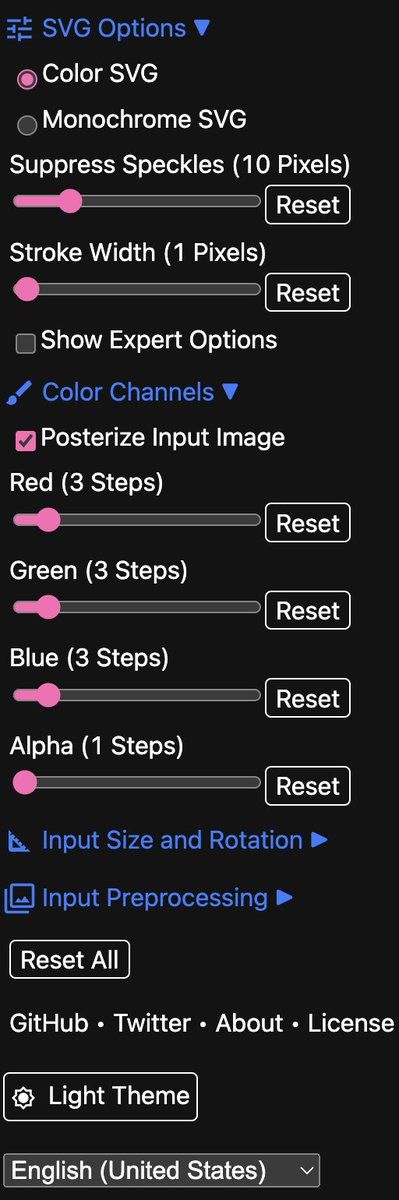 SVG Options
Color SVG
Monochrome SVG
Suppress Speckles (10 Pixels)
Reset
Stroke Width (1 Pixels)
Reset
Show Expert Options
Color Channels
Posterize Input Image
Red (3 Steps)
Reset
Green (3 Steps)
Reset
Blue (3 Steps)
Reset
Alpha (1 Steps)
Reset
Input Size and Rotation
Input Preprocessing
Reset All
GitHub • Twitter • About • License
Light Theme
English (United States)